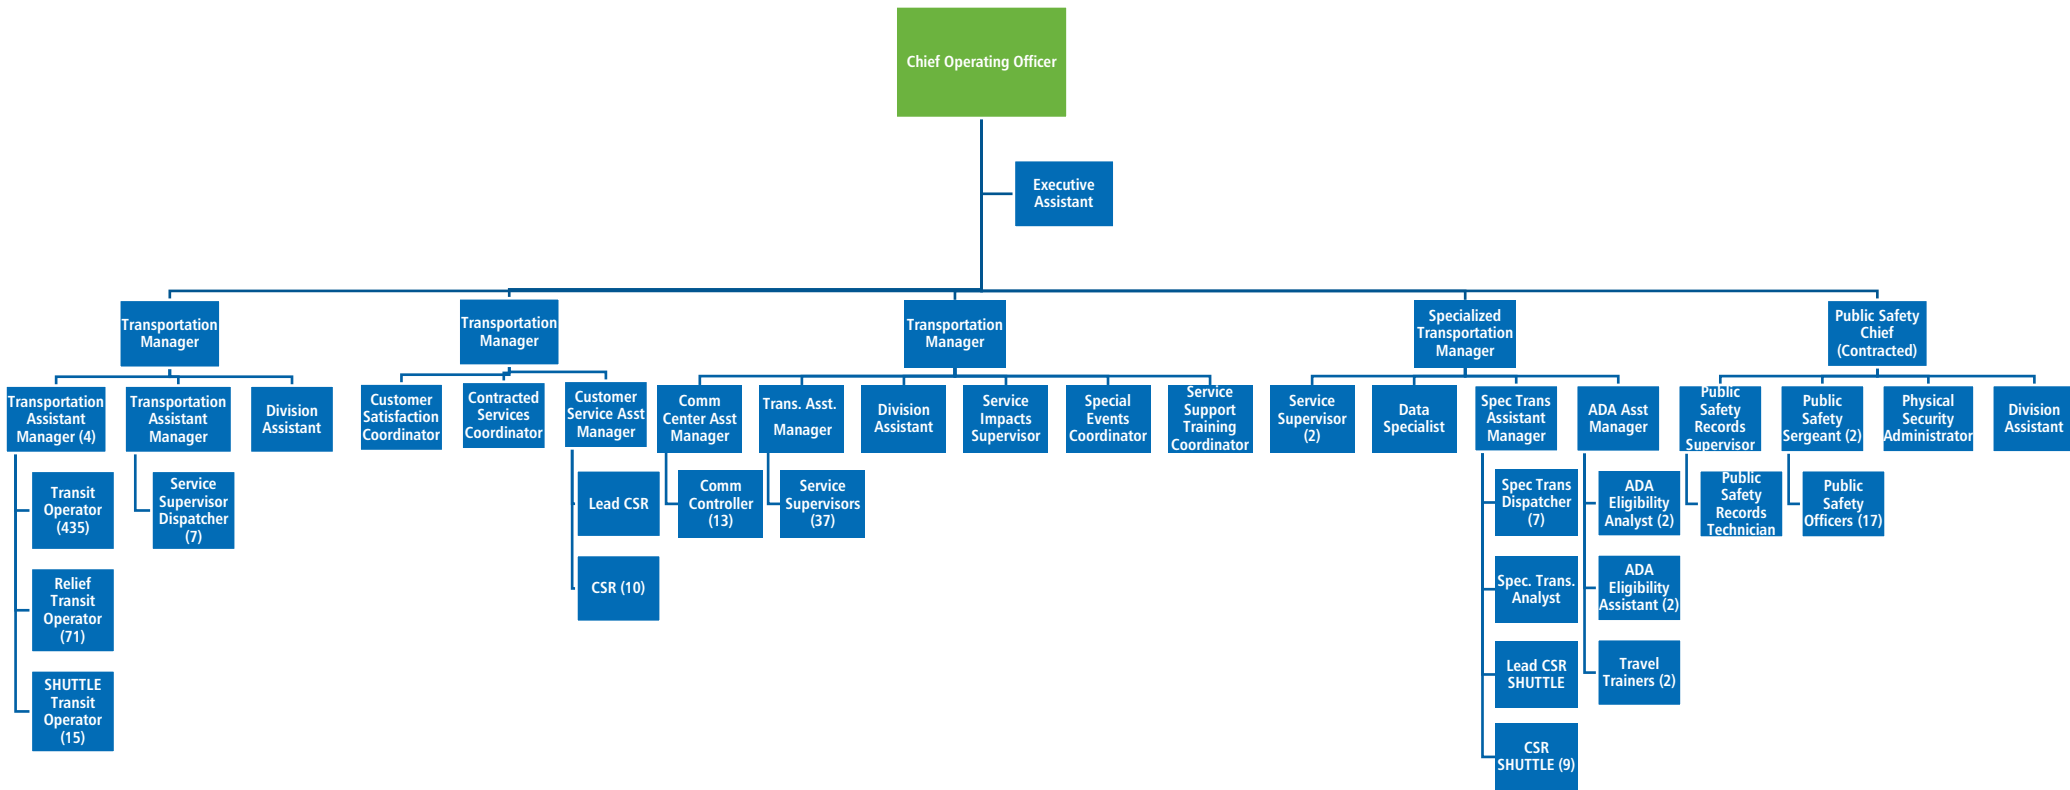 Chief Operating Officer
Executive
Assistant
Transportation
Manager
Transportation
Manager
Transportation
Manager
Specialized
Transportation
Manager
Public Safety
Chief
(Contracted)
Transportation
Assistant
Manager (4)
Transportation
Assistant
Manager
Division
Assistant
Customer
Satisfaction
Coordinator
Contracted
Services
Coordinator
Customer
Service Asst
Manager
Comm
Center Asst
Manager
Trans. Asst.
Manager
Division
Assistant
Service
Impacts
Supervisor
Special
Events
Coordinator
Service
Support
Training
Coordinator
Service
Supervisor
(2)
Data
Specialist
Spec Trans
Assistant
Manager
ADA Asst
Manager
Public
Safety
Records
Supervisor
Public
Safety
Sergeant (2)
Physical
Security
Administrator
Division
Assistant
Transit
Operator
(435)
Service
Supervisor
Dispatcher
(7)
Lead CSR
Comm
Controller
(13)
Service
Supervisors
(37)
Spec Trans
Dispatcher
(7)
ADA
Eligibility
Analyst (2)
Public
Safety
Records
Technician
Public
Safety
Officers (17)
Relief
Transit
Operator
(71)
CSR (10)
Spec. Trans.
Analyst
ADA
Eligibility
Assistant (2)
SHUTTLE
Transit
Operator
(15)
Lead CSR
SHUTTLE
Travel
Trainers (2)
CSR
SHUTTLE (9)